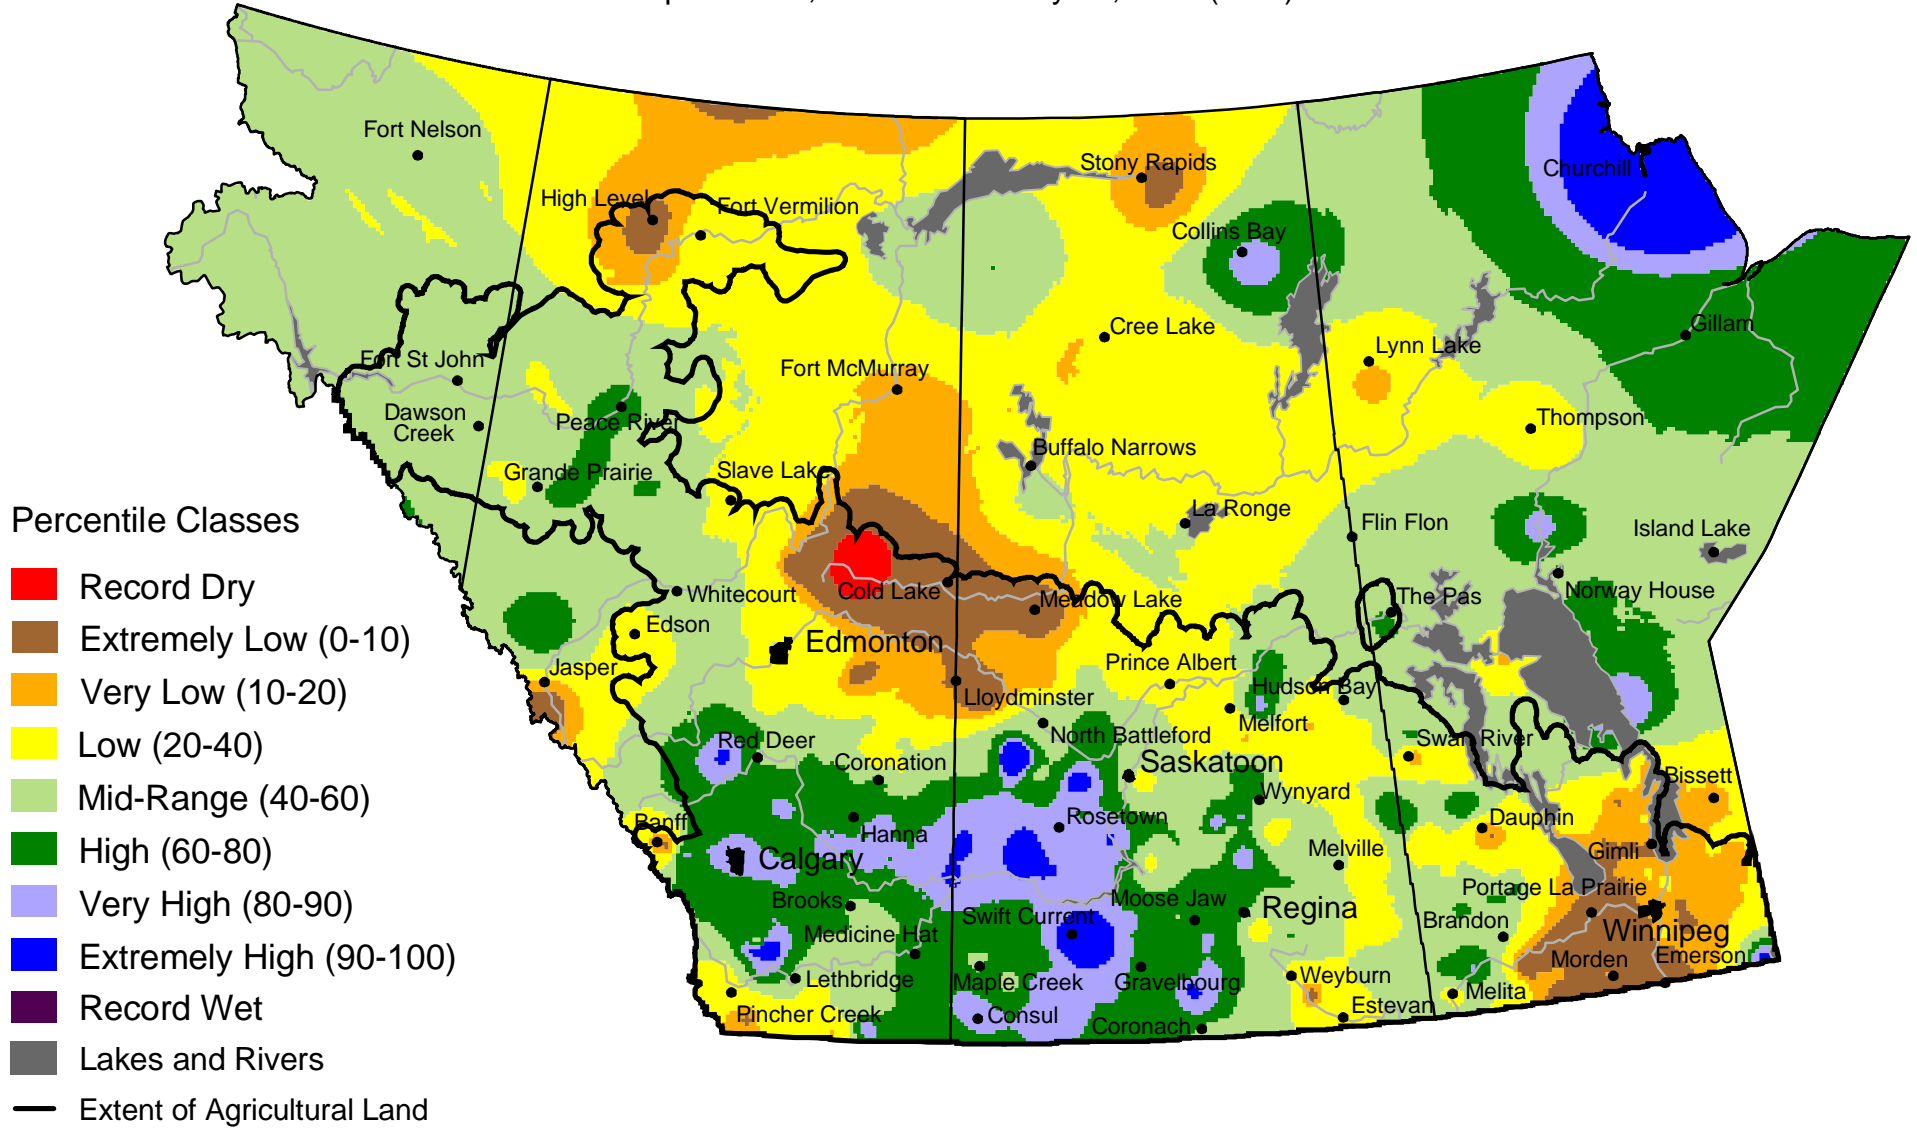 Fort Nelson
Churchill
Stony Rapids
High Level
Fort Vermilion
Collins Bay
Gillam
Cree Lake
Lynn Lake
Fort St John
Fort McMurray
Dawson
Creek
Peace River
Thompson
Buffalo Narrows
Grande Prairie
Slave Lake
La Ronge
Flin Flon
Island Lake
Percentile Classes
Record Dry
Extremely Low (0-10)
Very Low (10-20)
Low (20-40)
Mid-Range (40-60)
High (60-80)
Very High (80-90)
Extremely High (90-100)
Record Wet
Lakes and Rivers
Extent of Agricultural Land
Whitecourt
Cold Lake
Meadow Lake
The Pas
Norway House
Edson
Edmonton
Jasper
Prince Albert
Lloydminster
Hudson Bay
Melfort
North Battleford
Red Deer
Swan River
Coronation
Saskatoon
Bissett
Wynyard
Banff
Hanna
Rosetown
Dauphin
Calgary
Melville
Gimli
Brooks
Moose Jaw
Portage La Prairie
Swift Current
Regina
Brandon
Medicine Hat
Winnipeg
Morden
Emerson
Lethbridge
Maple Creek
Gravelbourg
Weyburn
Melita
Pincher Creek
Consul
Coronach
Estevan